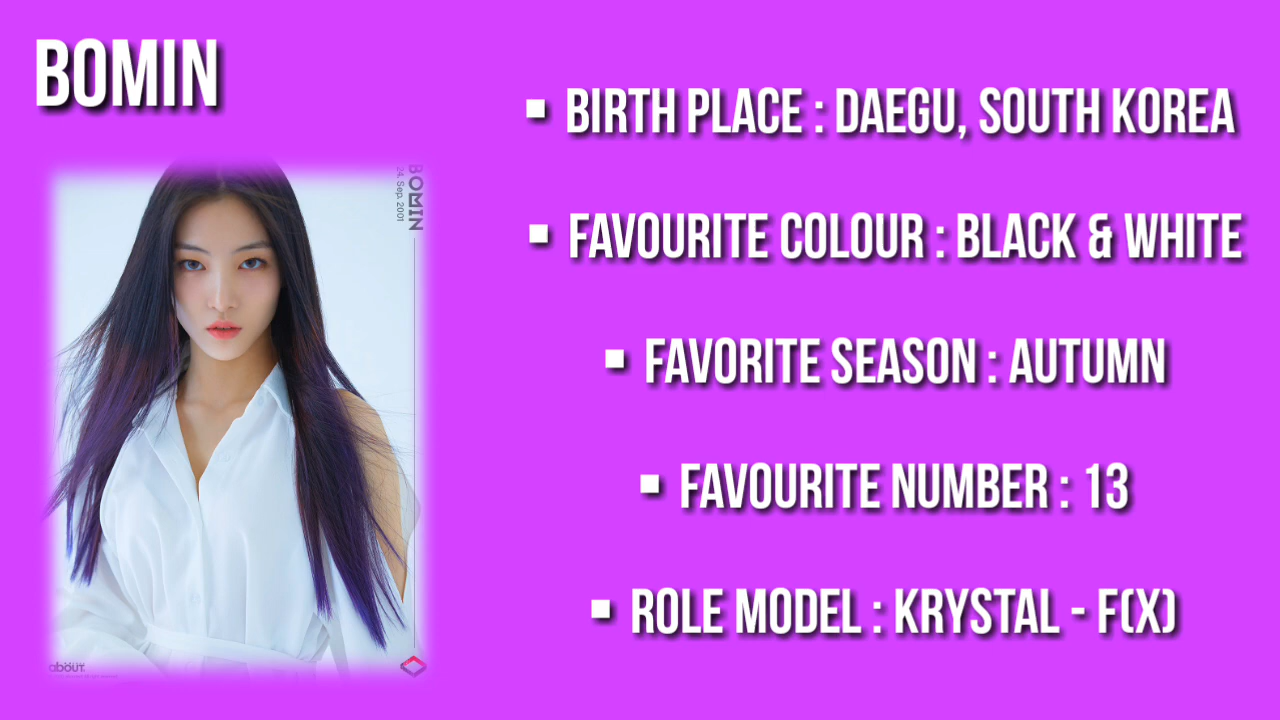 BOMIN
▪ BIRTH PLACE : DAEGU, SOUTH KOREA
▪ FAVOURITE COLOUR : BLACK & WHITE
▪ FAVORITE SEASON : AUTUMN
▪ FAVOURITE NUMBER : 13
▪ ROLE MODEL : KRYSTAL - F(X)
BOMIN
24. Sep. 2001
about.